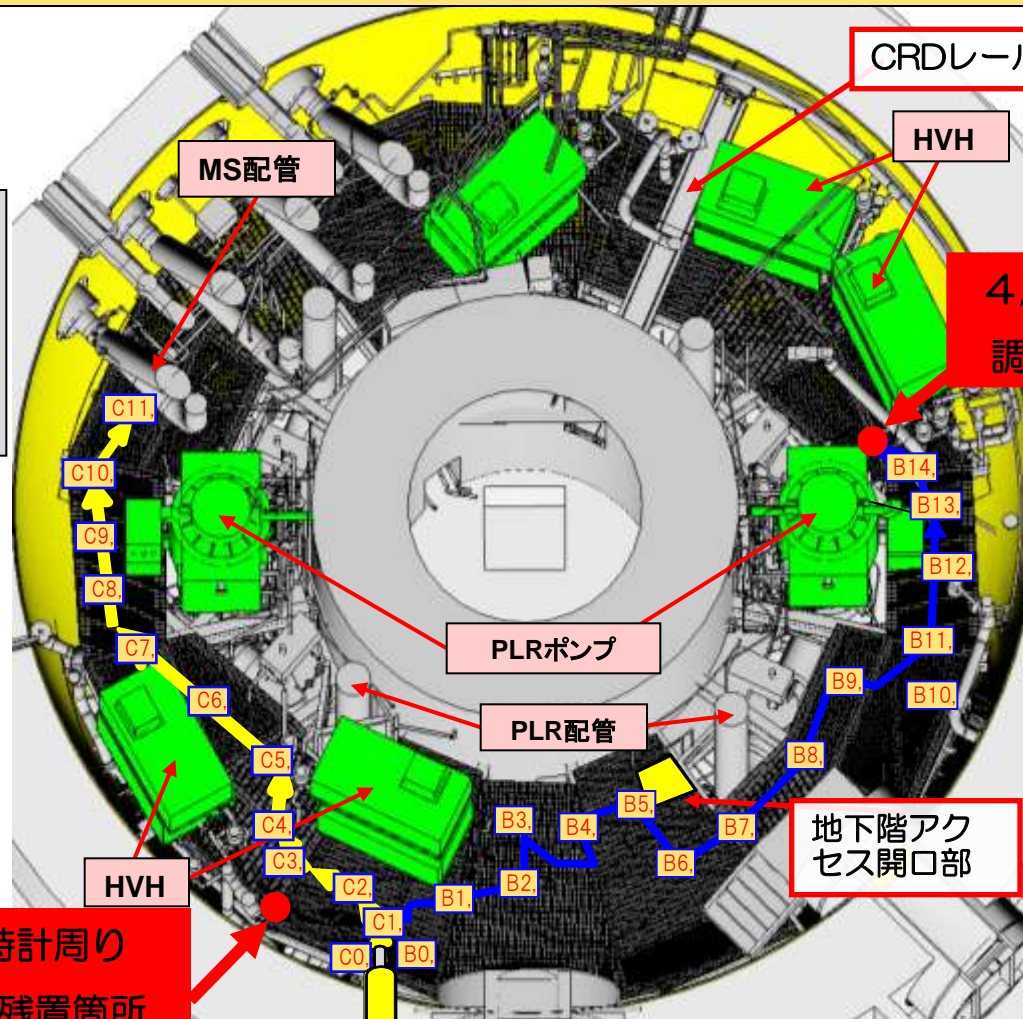 CRDレール
HVH
MS配管
4
調
C11,
C10,
C9,
C8,
C7,
C6,
C5,
C4,
C3,
C2,
C1,
C0,
B14,
B13,
B12,
B11,
B10,
B9,
B8,
B7,
B6,
B5,
B4,
B3,
B2,
B1,
B0,
PLRポンプ
PLR配管
地下階アク
セス開口部
HVH
時計周り
残置箇所